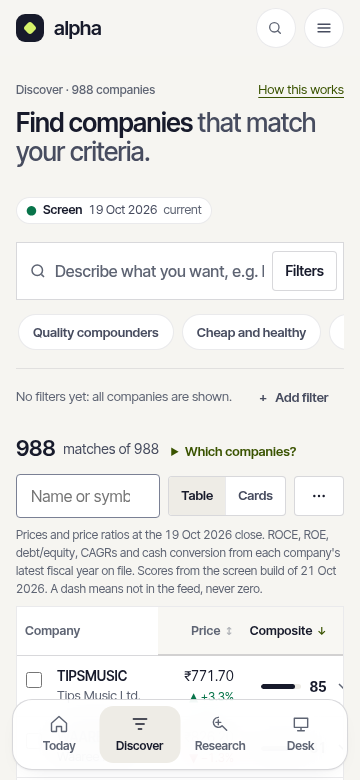 alpha
Discover · 988 companies
How this works
Find companies that match
your criteria.
Screen 19 Oct 2026 current
Describe what you want, e.g. I
Filters
Quality compounders
Cheap and healthy
No filters yet: all companies are shown.
+ Add filter
988 matches of 988
▶ Which companies?
Name or symb
Table
Cards
...
Prices and price ratios at the 19 Oct 2026 close. ROCE, ROE,
debt/equity, CAGRs and cash conversion from each company's
latest fiscal year on file. Scores from the screen build of 21 Oct
2026. A dash means not in the feed, never zero.
Company
Price ↕
Composite ↓
TIPSMUSIC
₹771.70
85
Tips Music Ltd.
▲ +3.3%
Today
Discover
Research
Desk